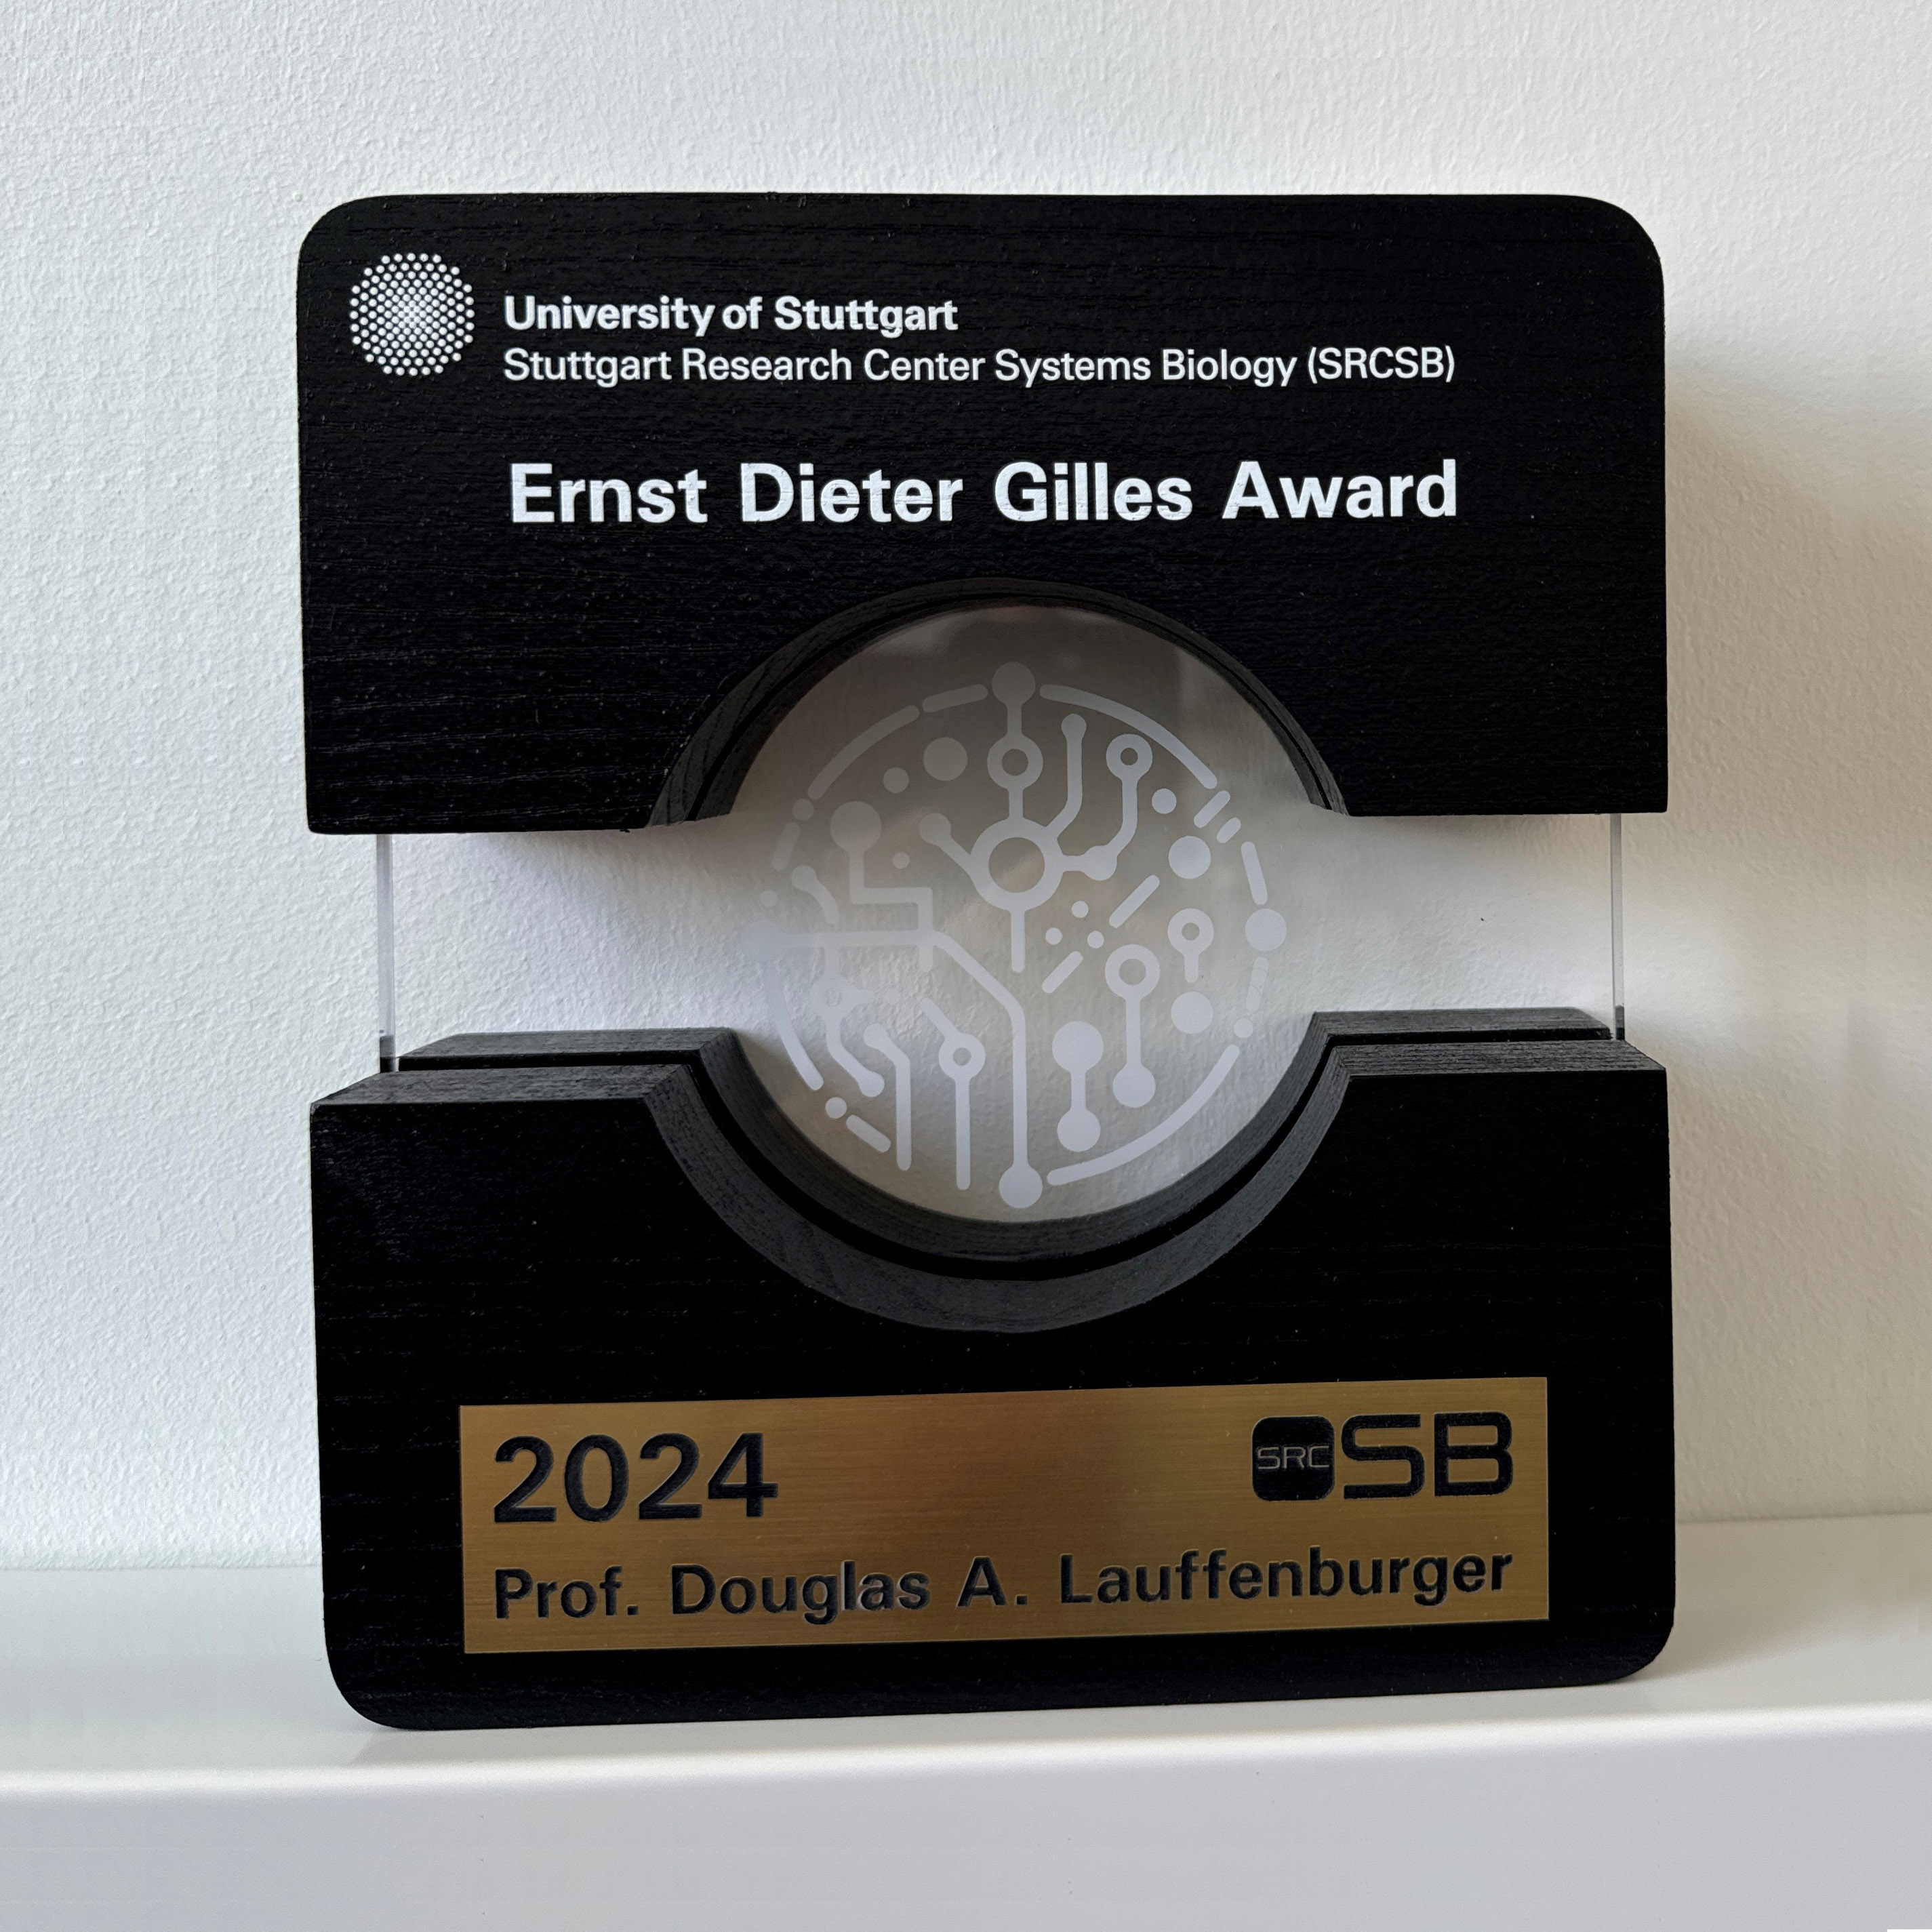 University of Stuttgart
Stuttgart Research Center Systems Biology (SRCSB)
Ernst Dieter Gilles Award
2024
SRC SB
Prof. Douglas A. Lauffenburger